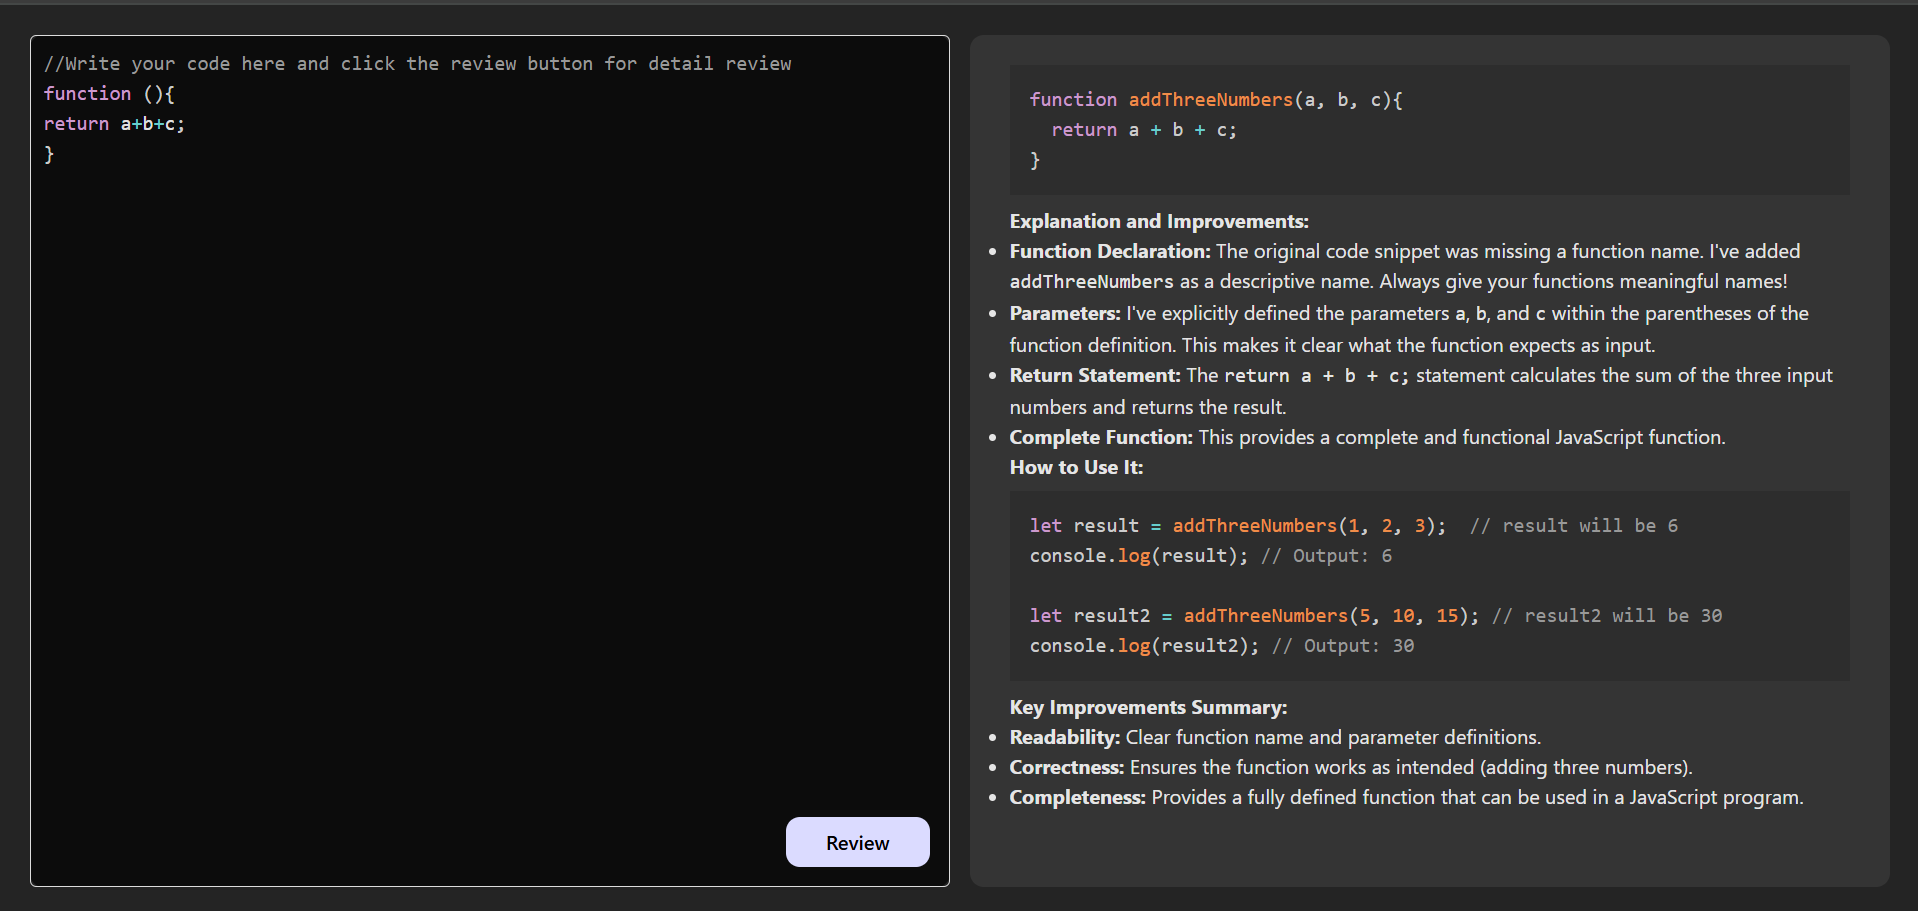 //Write your code here and click the review button for detail review
function (){
return a+b+c;
}
Review
function addThreeNumbers(a, b, c){
  return a + b + c;
}
Explanation and Improvements:
• Function Declaration: The original code snippet was missing a function name. I've added
addThreeNumbers as a descriptive name. Always give your functions meaningful names!
• Parameters: I've explicitly defined the parameters a, b, and c within the parentheses of the
function definition. This makes it clear what the function expects as input.
• Return Statement: The return a + b + c; statement calculates the sum of the three input
numbers and returns the result.
• Complete Function: This provides a complete and functional JavaScript function.
How to Use It:
let result = addThreeNumbers(1, 2, 3);  // result will be 6
console.log(result); // Output: 6
let result2 = addThreeNumbers(5, 10, 15); // result2 will be 30
console.log(result2); // Output: 30
Key Improvements Summary:
• Readability: Clear function name and parameter definitions.
• Correctness: Ensures the function works as intended (adding three numbers).
• Completeness: Provides a fully defined function that can be used in a JavaScript program.